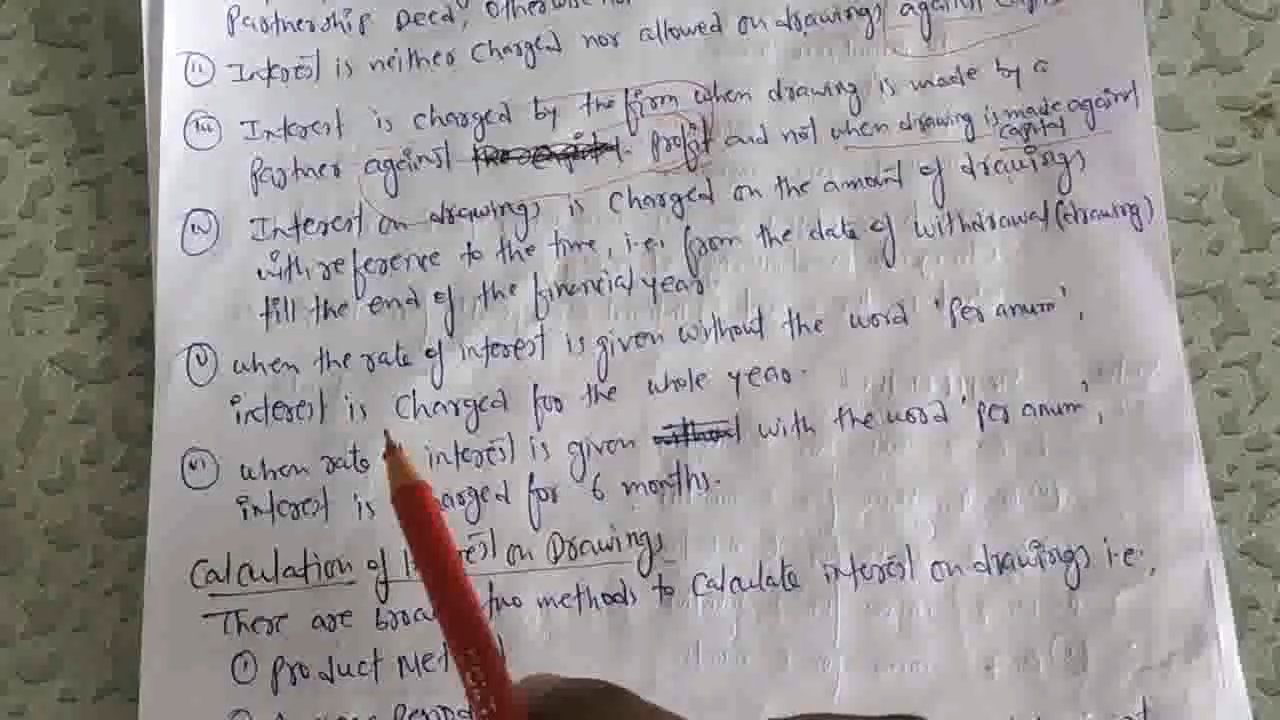 Partnership Deed, otherwise
(ii) Interest is neither charged nor allowed on drawings against
(iii) Interest is charged by the firm when drawing is made by a
Partner against the capital. profit and not when drawing is made against
capital
(iv) Interest on drawings is charged on the amount of drawings
with reference to the time, i.e. from the date of withdrawal (drawing)
till the end of the financial year.
(v) when the rate of interest is given without the word 'per anum',
interest is charged for the whole year.
(vi) when rate interest is given without with the word 'per anum',
interest is charged for 6 months.
Calculation of Interest on Drawings
There are broad two methods to calculate interest on drawings i.e.
(1) Product Method
Period